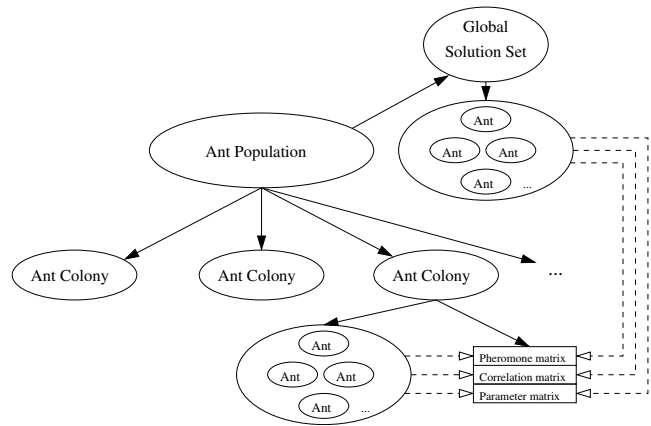 Global
Solution Set
Ant
Ant Ant
Ant ...
Ant Population
Ant Colony Ant Colony Ant Colony ...
Ant
Ant Ant
Ant ...
Pheromone matrix
Correlation matrix
Parameter matrix